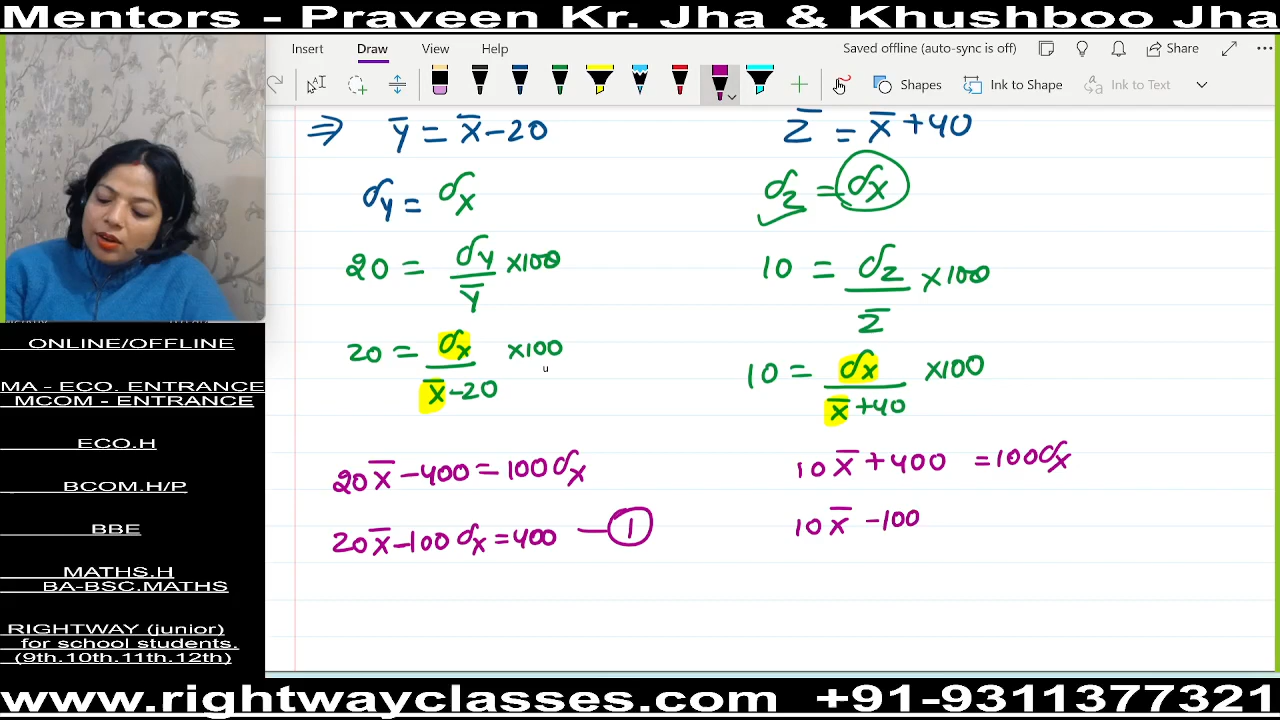 Mentors - Praveen Kr. Jha & Khushboo Jha
Insert Draw View Help Saved offline (auto-sync is off) Share
Shapes Ink to Shape Ink to Text
⇒ ȳ = x̄ - 20
z̄ = x̄ + 40
σy = σx
σz = σx
20 = σy/ȳ ×100
10 = σz/z̄ ×100
20 = σx/(x̄ - 20) ×100
10 = σx/(x̄ + 40) ×100
20x̄ - 400 = 100σx
10x̄ + 400 = 100σx
20x̄ - 100σx = 400 — 1
10x̄ - 100
ONLINE/OFFLINE
MA - ECO. ENTRANCE
MCOM - ENTRANCE
ECO.H
BCOM.H/P
BBE
MATHS.H
BA-BSC.MATHS
RIGHTWAY (junior)
for school students.
(9th.10th.11th.12th)
www.rightwayclasses.com +91-9311377321